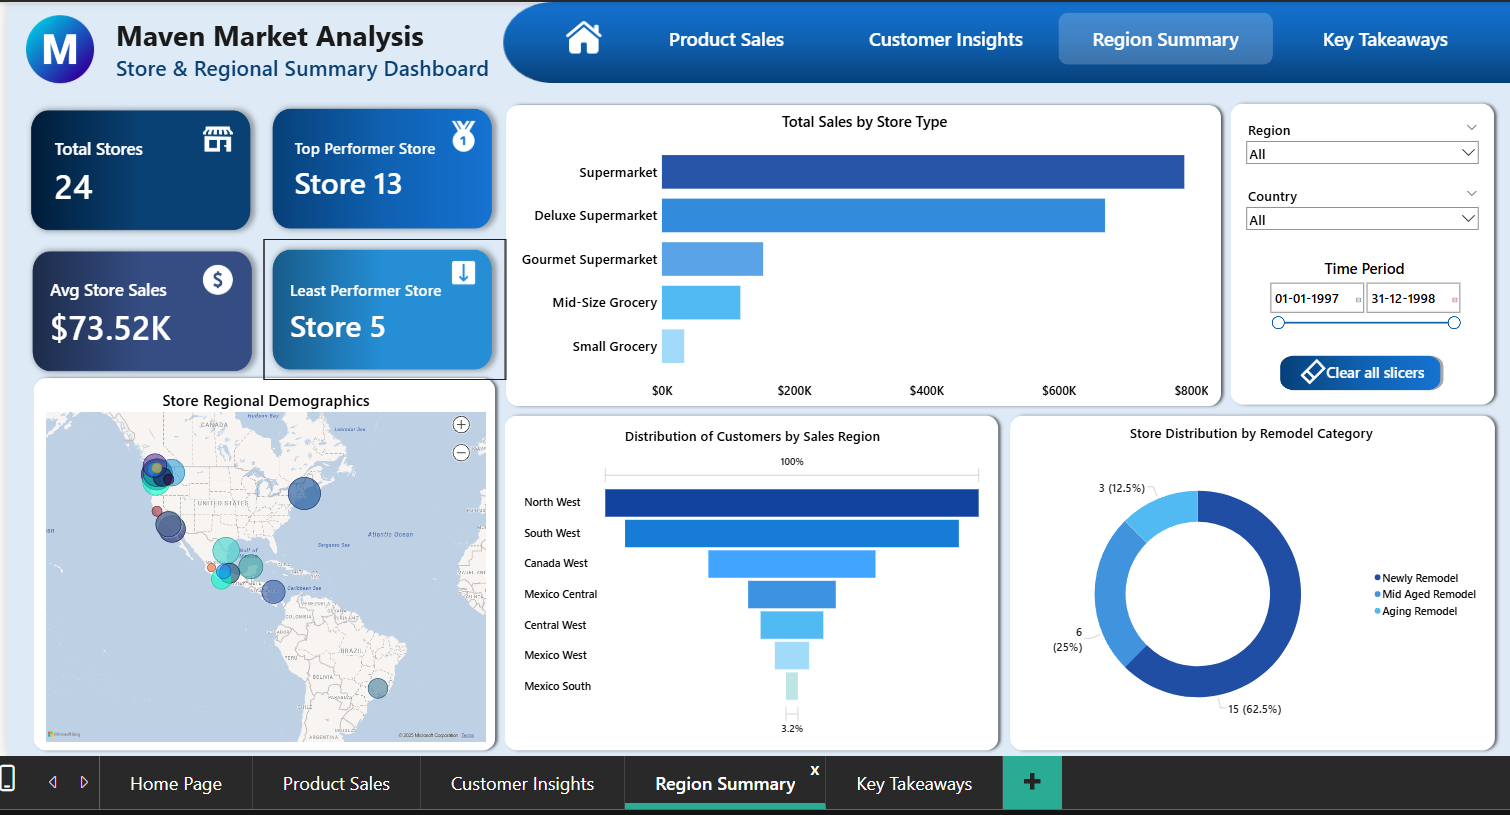 M
Maven Market Analysis
Store & Regional Summary Dashboard
Product Sales
Customer Insights
Region Summary
Key Takeaways
Total Stores
24
Top Performer Store
1
Store 13
Avg Store Sales
$
$73.52K
Least Performer Store
Store 5
Total Sales by Store Type
Supermarket
Deluxe Supermarket
Gourmet Supermarket
Mid-Size Grocery
Small Grocery
$0K $200K $400K $600K $800K
Region
All
Country
All
Time Period
01-01-1997 31-12-1998
Clear all slicers
Store Regional Demographics
Hudson Bay
Labrador Sea
CANADA
UNITED STATES
Atlantic Ocean
Sargasso Sea
Gulf of
Caribbean Sea
VENEZUELA
COLOMBIA
PERU
BRAZIL
BOLIVIA
PARAGUAY
CHILE
URUGUAY
ARGENTINA
Microsoft Bing
© 2025 Microsoft Corporation Terms
Distribution of Customers by Sales Region
100%
North West
South West
Canada West
Mexico Central
Central West
Mexico West
Mexico South
3.2%
Store Distribution by Remodel Category
3 (12.5%)
6
(25%)
15 (62.5%)
Newly Remodel
Mid Aged Remodel
Aging Remodel
Home Page
Product Sales
Customer Insights
Region Summary
x
Key Takeaways
+